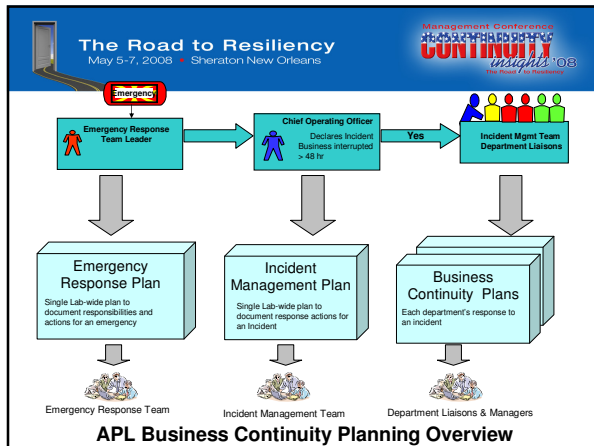 The Road to Resiliency
May 5-7, 2008 • Sheraton New Orleans
Management Conference
CONTINUITY
insights '08
The Road to Resiliency
Emergency
Emergency Response
Team Leader
Chief Operating Officer
Declares Incident
Business interrupted
> 48 hr
Yes
Incident Mgmt Team
Department Liaisons
Emergency
Response Plan
Single Lab-wide plan to
document responsibilities and
actions for an emergency
Incident
Management Plan
Single Lab-wide plan to
document response actions for
an Incident
Business
Continuity Plans
Each department's response to
an incident
Emergency Response Team
Incident Management Team
Department Liaisons & Managers
APL Business Continuity Planning Overview